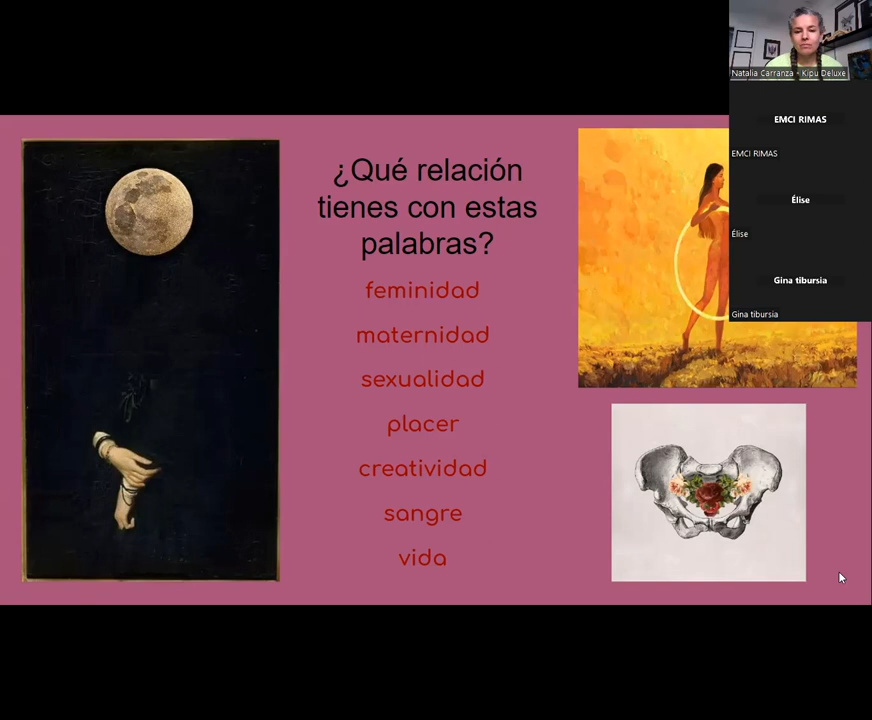 ¿Qué relación
tienes con estas
palabras?
feminidad
maternidad
sexualidad
placer
creatividad
sangre
vida
Natalia Carranza - Kipu Deluxe
EMCI RIMAS
EMCI RIMAS
Élise
Élise
Gina tibursia
Gina tibursia